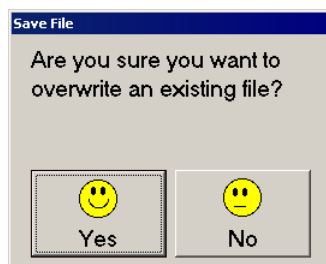 Save File
Are you sure you want to
overwrite an existing file?
Yes
No